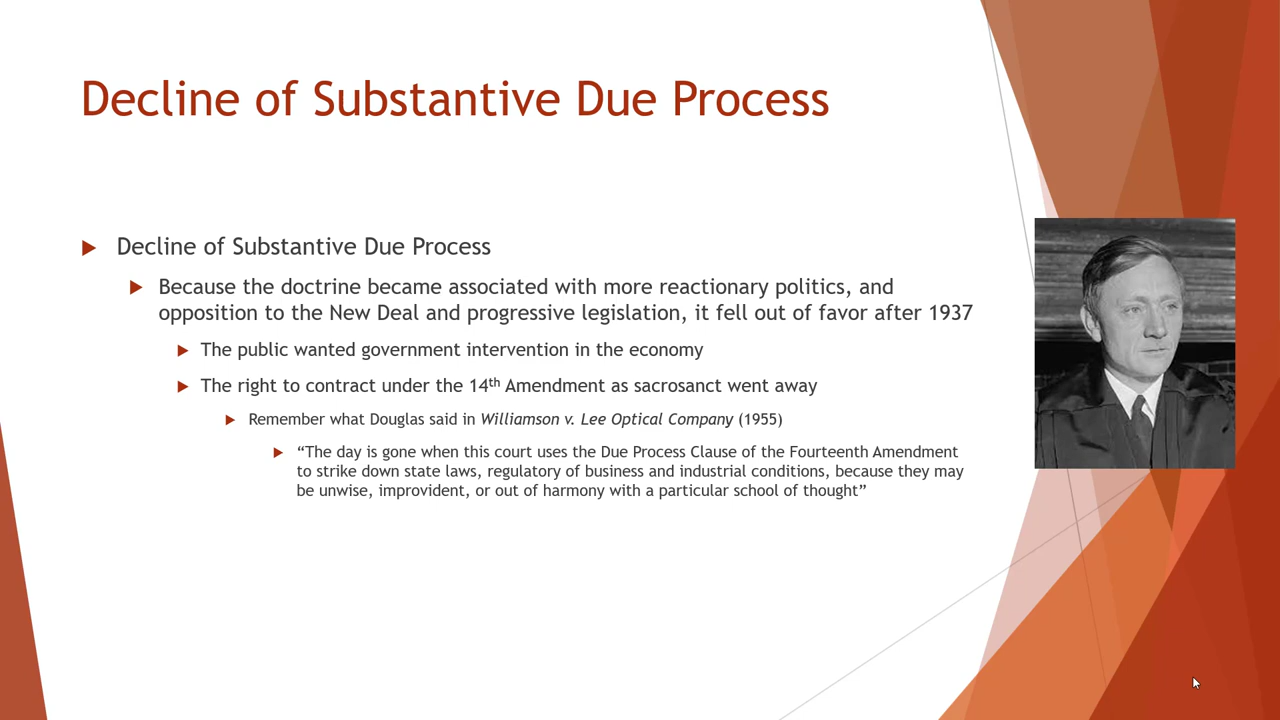 Decline of Substantive Due Process
Decline of Substantive Due Process
Because the doctrine became associated with more reactionary politics, and
opposition to the New Deal and progressive legislation, it fell out of favor after 1937
The public wanted government intervention in the economy
The right to contract under the 14th Amendment as sacrosanct went away
Remember what Douglas said in Williamson v. Lee Optical Company (1955)
“The day is gone when this court uses the Due Process Clause of the Fourteenth Amendment
to strike down state laws, regulatory of business and industrial conditions, because they may
be unwise, improvident, or out of harmony with a particular school of thought”